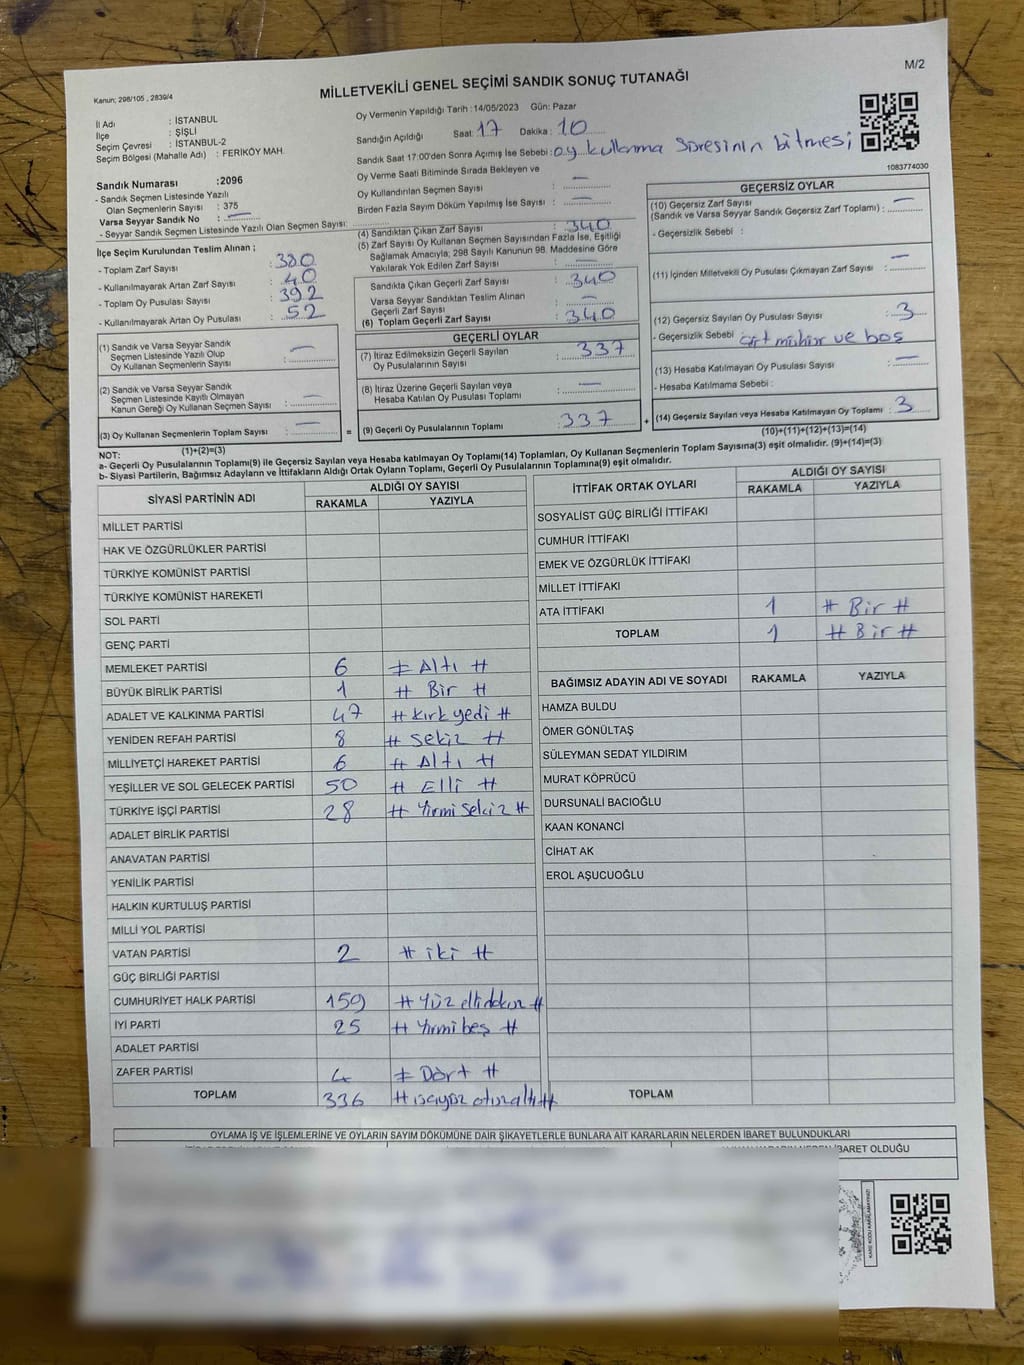 M/2
Kanun; 298/105 , 2839/4
MİLLETVEKİLİ GENEL SEÇİMİ SANDIK SONUÇ TUTANAĞI
İl Adı : İSTANBUL
İlçe : ŞİŞLİ
Seçim Çevresi : İSTANBUL-2
Seçim Bölgesi (Mahalle Adı) : FERİKÖY MAH.
Oy Vermenin Yapıldığı Tarih : 14/05/2023 Gün: Pazar
Sandığın Açıldığı Saat: 17 Dakika : 10
Sandık Saat 17:00'den Sonra Açımış İse Sebebi : oy kullanma süresinin bitmesi
Oy Verme Saati Bitiminde Sırada Bekleyen ve
Oy Kullandırılan Seçmen Sayısı : —
Birden Fazla Sayım Döküm Yapılmış İse Sayısı : —
1083774030
Sandık Numarası : 2096
- Sandık Seçmen Listesinde Yazılı
Olan Seçmenlerin Sayısı : 375
Varsa Seyyar Sandık No : —
- Seyyar Sandık Seçmen Listesinde Yazılı Olan Seçmen Sayısı:
İlçe Seçim Kurulundan Teslim Alınan ;
- Toplam Zarf Sayısı : 380
- Kullanılmayarak Artan Zarf Sayısı : 40
- Toplam Oy Pusulası Sayısı : 392
- Kullanılmayarak Artan Oy Pusulası : 52
(1) Sandık ve Varsa Seyyar Sandık
Seçmen Listesinde Yazılı Olup
Oy Kullanan Seçmenlerin Sayısı : —
(2) Sandık ve Varsa Seyyar Sandık
Seçmen Listesinde Kayıtlı Olmayan
Kanun Gereği Oy Kullanan Seçmen Sayısı : —
(3) Oy Kullanan Seçmenlerin Toplam Sayısı : —
(1)+(2)=(3)
(4) Sandıktan Çıkan Zarf Sayısı : 340
(5) Zarf Sayısı Oy Kullanan Seçmen Sayısından Fazla İse, Eşitliği
Sağlamak Amacıyla; 298 Sayılı Kanunun 98. Maddesine Göre
Yakılarak Yok Edilen Zarf Sayısı : —
Sandıkta Çıkan Geçerli Zarf Sayısı : 340
Varsa Seyyar Sandıktan Teslim Alınan
Geçerli Zarf Sayısı : —
(6) Toplam Geçerli Zarf Sayısı : 340
GEÇERLİ OYLAR
(7) İtiraz Edilmeksizin Geçerli Sayılan
Oy Pusulalarının Sayısı : 337
(8) İtiraz Üzerine Geçerli Sayılan veya
Hesaba Katılan Oy Pusulası Toplamı : —
= (9) Geçerli Oy Pusulalarının Toplamı : 337 +
GEÇERSİZ OYLAR
(10) Geçersiz Zarf Sayısı
(Sandık ve Varsa Seyyar Sandık Geçersiz Zarf Toplamı) : —
- Geçersizlik Sebebi :
(11) İçinden Milletvekili Oy Pusulası Çıkmayan Zarf Sayısı : —
(12) Geçersiz Sayılan Oy Pusulası Sayısı : 3
- Geçersizlik Sebebi : çift mühür ve boş
(13) Hesaba Katılmayan Oy Pusulası Sayısı : —
- Hesaba Katılmama Sebebi :
(14) Geçersiz Sayılan veya Hesaba Katılmayan Oy Toplamı : 3
(10)+(11)+(12)+(13)=(14)
NOT:
a- Geçerli Oy Pusulalarının Toplamı(9) ile Geçersiz Sayılan veya Hesaba katılmayan Oy Toplamı(14) Toplamları, Oy Kullanan Seçmenlerin Toplam Sayısına(3) eşit olmalıdır. (9)+(14)=(3)
b- Siyasi Partilerin, Bağımsız Adayların ve İttifakların Aldığı Ortak Oyların Toplamı, Geçerli Oy Pusulalarının Toplamına(9) eşit olmalıdır.
SİYASİ PARTİNİN ADI ALDIĞI OY SAYISI
RAKAMLA YAZIYLA
MİLLET PARTİSİ
HAK VE ÖZGÜRLÜKLER PARTİSİ
TÜRKİYE KOMÜNİST PARTİSİ
TÜRKİYE KOMÜNİST HAREKETİ
SOL PARTİ
GENÇ PARTİ
MEMLEKET PARTİSİ 6 # Altı #
BÜYÜK BİRLİK PARTİSİ 1 # Bir #
ADALET VE KALKINMA PARTİSİ 47 # Kırk yedi #
YENİDEN REFAH PARTİSİ 8 # Sekiz #
MİLLİYETÇİ HAREKET PARTİSİ 6 # Altı #
YEŞİLLER VE SOL GELECEK PARTİSİ 50 # Elli #
TÜRKİYE İŞÇİ PARTİSİ 28 # Yirmi sekiz #
ADALET BİRLİK PARTİSİ
ANAVATAN PARTİSİ
YENİLİK PARTİSİ
HALKIN KURTULUŞ PARTİSİ
MİLLİ YOL PARTİSİ
VATAN PARTİSİ 2 # iki #
GÜÇ BİRLİĞİ PARTİSİ
CUMHURİYET HALK PARTİSİ 159 # Yüz elli dokuz #
İYİ PARTİ 25 # Yirmi beş #
ADALET PARTİSİ
ZAFER PARTİSİ 4 # Dört #
TOPLAM 336 # üçyüz otuzaltı #
İTTİFAK ORTAK OYLARI ALDIĞI OY SAYISI
RAKAMLA YAZIYLA
SOSYALİST GÜÇ BİRLİĞİ İTTİFAKI
CUMHUR İTTİFAKI
EMEK VE ÖZGÜRLÜK İTTİFAKI
MİLLET İTTİFAKI
ATA İTTİFAKI 1 # Bir #
TOPLAM 1 # Bir #
BAĞIMSIZ ADAYIN ADI VE SOYADI RAKAMLA YAZIYLA
HAMZA BULDU
ÖMER GÖNÜLTAŞ
SÜLEYMAN SEDAT YILDIRIM
MURAT KÖPRÜCÜ
DURSUNALİ BACIOĞLU
KAAN KONANCİ
CİHAT AK
EROL AŞUCUOĞLU
TOPLAM
OYLAMA İŞ VE İŞLEMLERİNE VE OYLARIN SAYIM DÖKÜMÜNE DAİR ŞİKAYETLERLE BUNLARA AİT KARARLARIN NELERDEN İBARET BULUNDUKLARI
İBARET OLDUĞU
KARE KODU KARALAMAYINIZ!